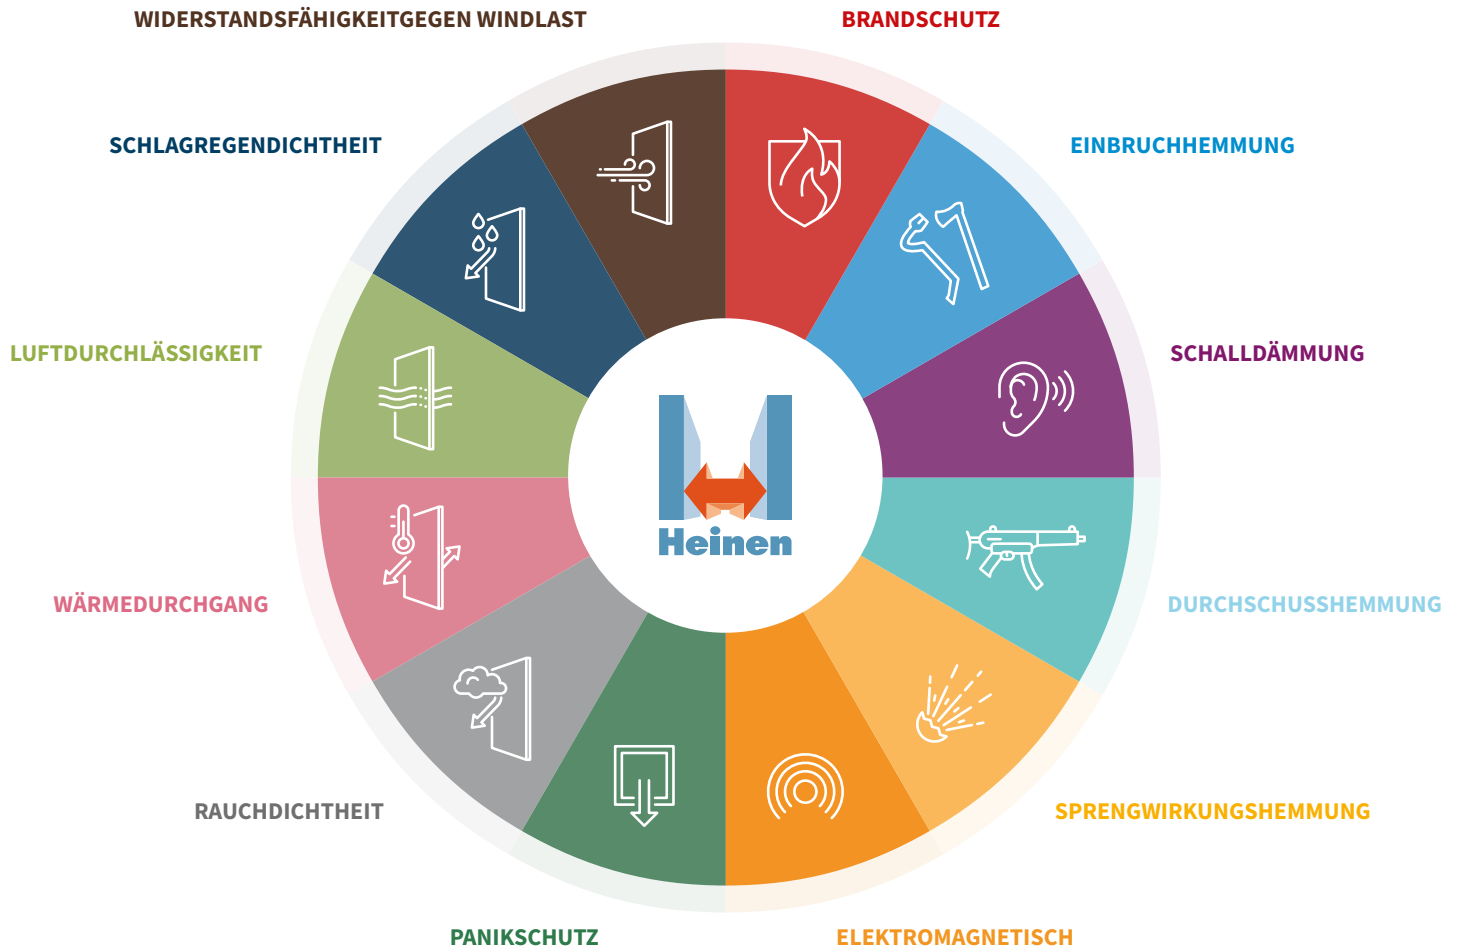 WIDERSTANDSFÄHIGKEITGEGEN WINDLAST
BRANDSCHUTZ
SCHLAGREGENDICHTHEIT
EINBRUCHHEMMUNG
LUFTDURCHLÄSSIGKEIT
SCHALLDÄMMUNG
Heinen
WÄRMEDURCHGANG
DURCHSCHUSSHEMMUNG
RAUCHDICHTHEIT
SPRENGWIRKUNGSHEMMUNG
PANIKSCHUTZ
ELEKTROMAGNETISCH